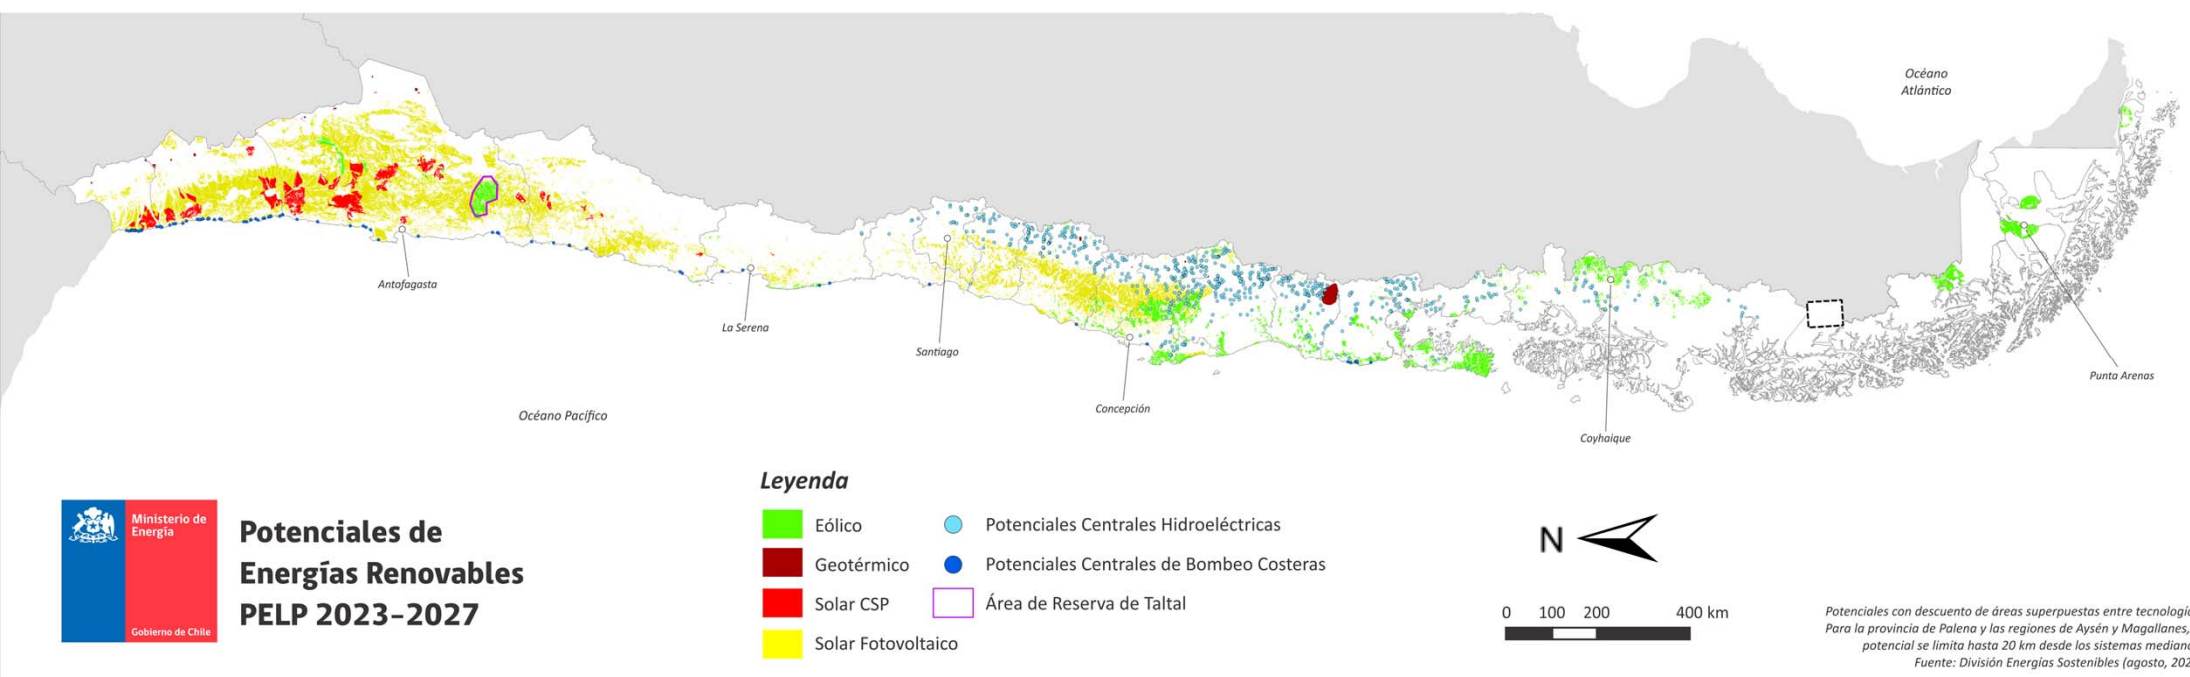 Océano
Atlántico
Antofagasta
La Serena
Santiago
Concepción
Coyhaique
Punta Arenas
Océano Pacífico
Ministerio de
Energía
Gobierno de Chile
Potenciales de
Energías Renovables
PELP 2023-2027
Leyenda
Eólico
Geotérmico
Solar CSP
Solar Fotovoltaico
Potenciales Centrales Hidroeléctricas
Potenciales Centrales de Bombeo Costeras
Área de Reserva de Taltal
N
0 100 200 400 km
Potenciales con descuento de áreas superpuestas entre
Para la provincia de Palena y las regiones de Aysén y Magallanes,
potencial se limita hasta 20 km desde los sistemas
Fuente: División Energías Sostenibles (agosto,